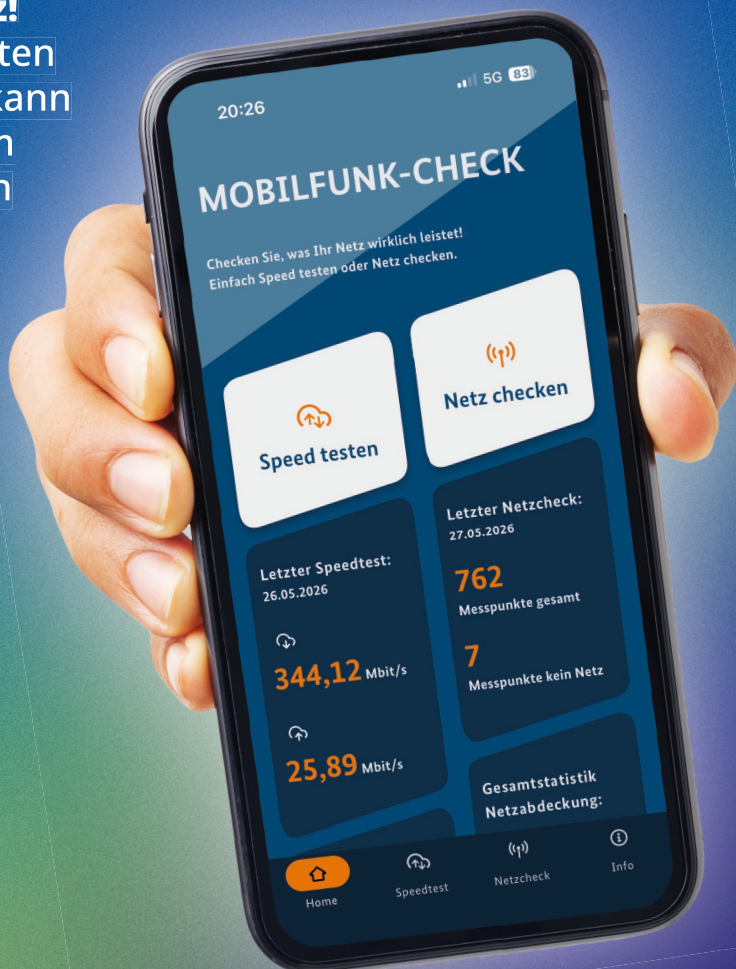 z!
ten
kann
n
n
20:26
5G 83
MOBILFUNK-CHECK
Checken Sie, was Ihr Netz wirklich leistet!
Einfach Speed testen oder Netz checken.
Speed testen
Netz checken
Letzter Speedtest:
26.05.2026
344,12 Mbit/s
25,89 Mbit/s
Letzter Netzcheck:
27.05.2026
762
Messpunkte gesamt
7
Messpunkte kein Netz
Gesamtstatistik
Netzabdeckung:
Home
Speedtest
Netzcheck
Info